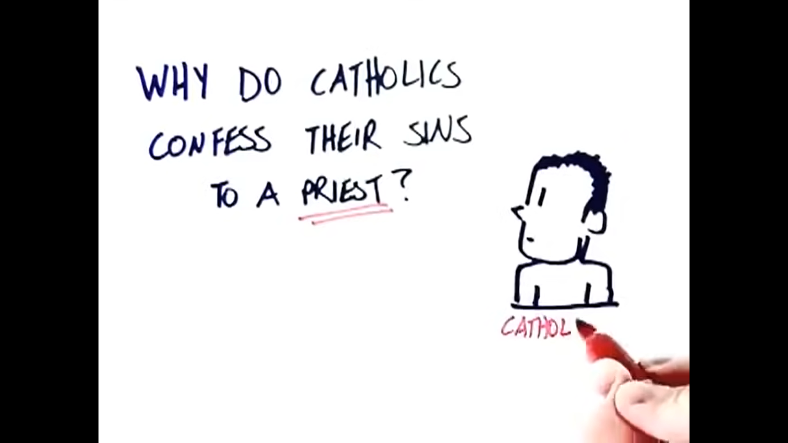 WHY DO CATHOLICS
CONFESS THEIR SINS
TO A PRIEST?
CATHOL